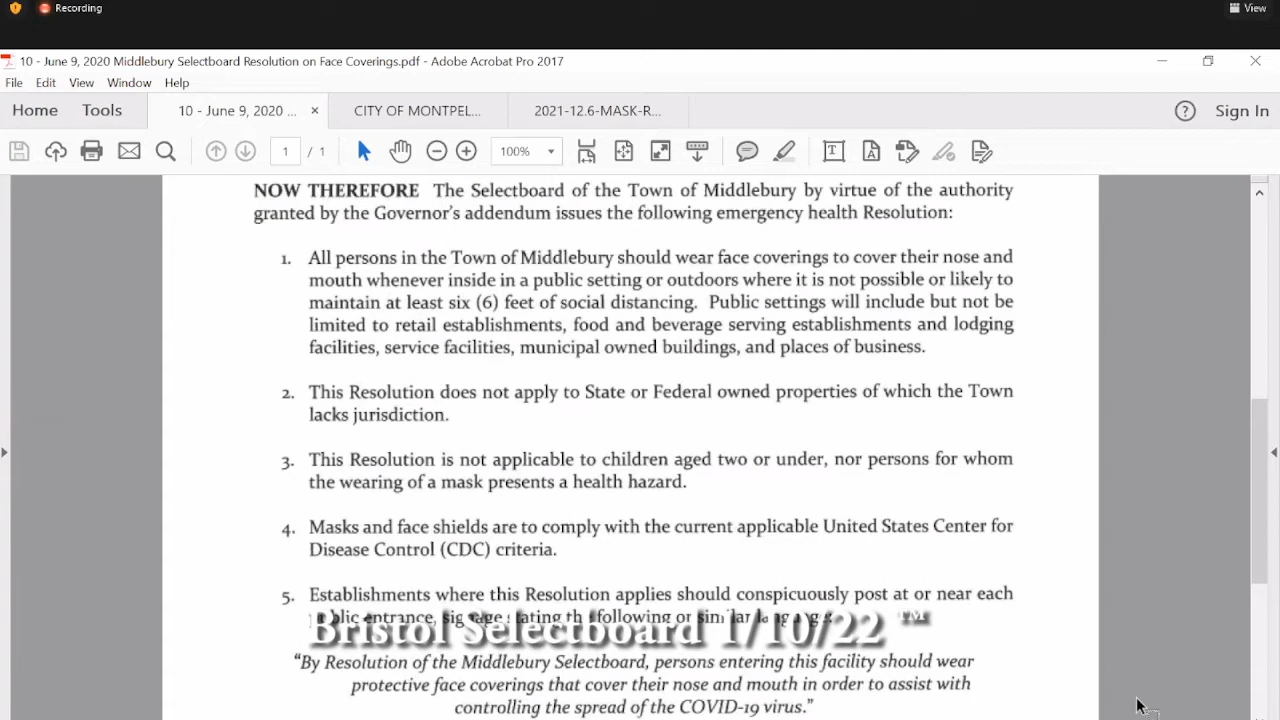 Recording
View
10 - June 9, 2020 Middlebury Selectboard Resolution on Face Coverings.pdf - Adobe Acrobat Pro 2017
File Edit View Window Help
Home Tools 10 - June 9, 2020 ... × CITY OF MONTPEL... 2021-12.6-MASK-R... Sign In
1 / 1 100%
NOW THEREFORE The Selectboard of the Town of Middlebury by virtue of the authority
granted by the Governor's addendum issues the following emergency health Resolution:
1. All persons in the Town of Middlebury should wear face coverings to cover their nose and
mouth whenever inside in a public setting or outdoors where it is not possible or likely to
maintain at least six (6) feet of social distancing. Public settings will include but not be
limited to retail establishments, food and beverage serving establishments and lodging
facilities, service facilities, municipal owned buildings, and places of business.
2. This Resolution does not apply to State or Federal owned properties of which the Town
lacks jurisdiction.
3. This Resolution is not applicable to children aged two or under, nor persons for whom
the wearing of a mask presents a health hazard.
4. Masks and face shields are to comply with the current applicable United States Center for
Disease Control (CDC) criteria.
5. Establishments where this Resolution applies should conspicuously post at or near each
public entrance, signage stating the following or similar language:
Bristol Selectboard 1/10/22 ™
"By Resolution of the Middlebury Selectboard, persons entering this facility should wear
protective face coverings that cover their nose and mouth in order to assist with
controlling the spread of the COVID-19 virus."